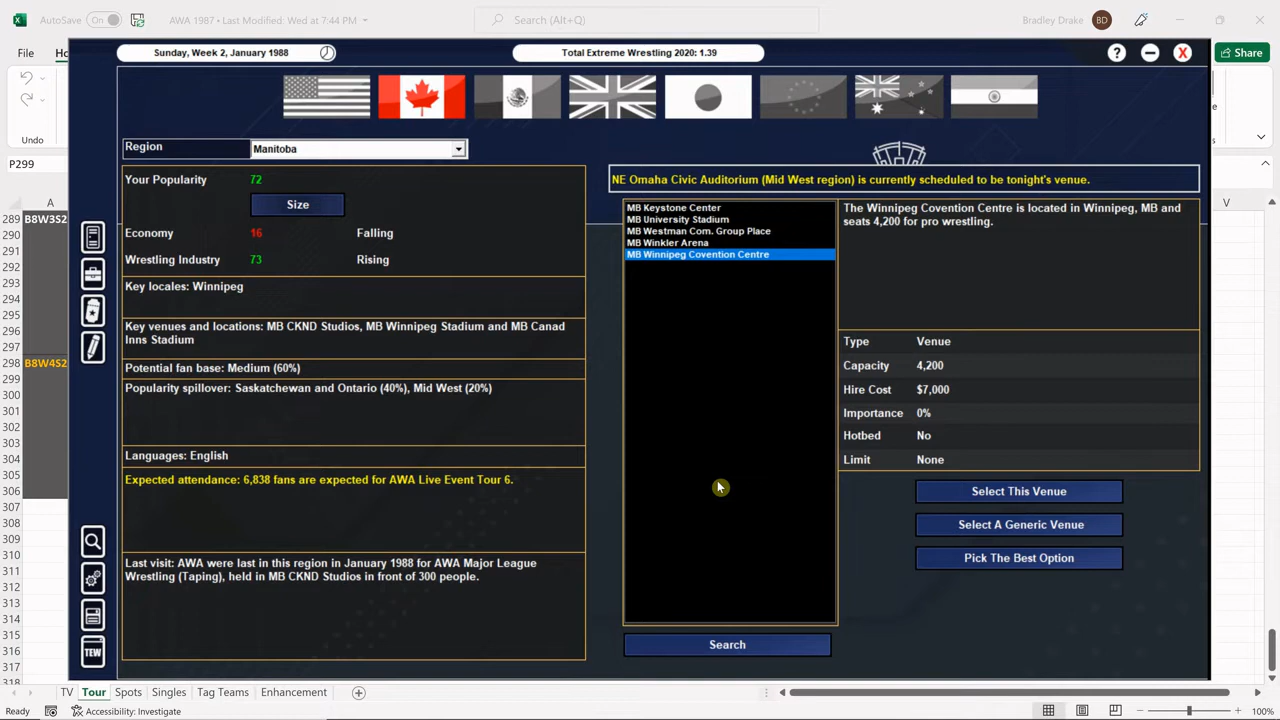 AutoSave
On
AWA 1987 • Last Modified: Wed at 7:44 PM
Search (Alt+Q)
Bradley Drake
BD
File
Ho
Share
Undo
P299
A
V
Sunday, Week 2, January 1988
Total Extreme Wrestling 2020: 1.39
?
X
Region
Manitoba
NE Omaha Civic Auditorium (Mid West region) is currently scheduled to be tonight's venue.
Your Popularity
72
Size
Economy
16
Falling
Wrestling Industry
73
Rising
Key locales: Winnipeg
Key venues and locations: MB CKND Studios, MB Winnipeg Stadium and MB Canad
Inns Stadium
Potential fan base: Medium (60%)
Popularity spillover: Saskatchewan and Ontario (40%), Mid West (20%)
Languages: English
Expected attendance: 6,838 fans are expected for AWA Live Event Tour 6.
Last visit: AWA were last in this region in January 1988 for AWA Major League
Wrestling (Taping), held in MB CKND Studios in front of 300 people.
MB Keystone Center
MB University Stadium
MB Westman Com. Group Place
MB Winkler Arena
MB Winnipeg Covention Centre
Search
The Winnipeg Covention Centre is located in Winnipeg, MB and
seats 4,200 for pro wrestling.
Type
Venue
Capacity
4,200
Hire Cost
$7,000
Importance
0%
Hotbed
No
Limit
None
Select This Venue
Select A Generic Venue
Pick The Best Option
TEW
289
B8W3S2
290
291
292
293
294
295
296
297
298
B8W4S2
299
300
301
302
303
304
305
306
307
308
309
310
311
312
313
314
315
316
317
318
TV
Tour
Spots
Singles
Tag Teams
Enhancement
Ready
Accessibility: Investigate
100%